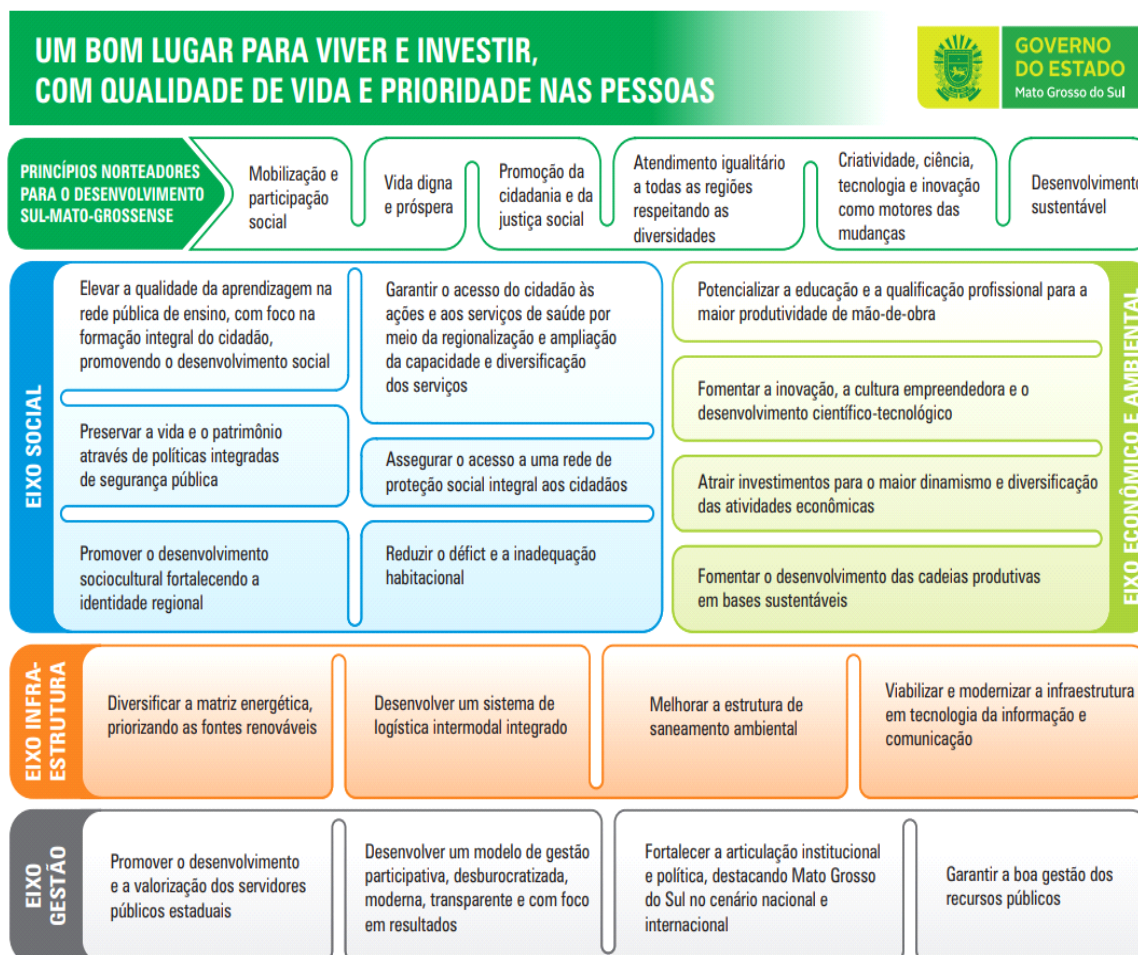 UM BOM LUGAR PARA VIVER E INVESTIR,
COM QUALIDADE DE VIDA E PRIORIDADE NAS PESSOAS
GOVERNO
DO ESTADO
Mato Grosso do Sul
PRINCÍPIOS NORTEADORES
PARA O DESENVOLVIMENTO
SUL-MATO-GROSSENSE
Mobilização e
participação
social
Vida digna
e próspera
Promoção da
cidadania e da
justiça social
Atendimento igualitário
a todas as regiões
respeitando as
diversidades
Criatividade, ciência,
tecnologia e inovação
como motores das
mudanças
Desenvolvimento
sustentável
EIXO SOCIAL
Elevar a qualidade da aprendizagem na
rede pública de ensino, com foco na
formação integral do cidadão,
promovendo o desenvolvimento social
Preservar a vida e o patrimônio
através de políticas integradas
de segurança pública
Promover o desenvolvimento
sociocultural fortalecendo a
identidade regional
Garantir o acesso do cidadão às
ações e aos serviços de saúde por
meio da regionalização e ampliação
da capacidade e diversificação
dos serviços
Assegurar o acesso a uma rede de
proteção social integral aos cidadãos
Reduzir o défict e a inadequação
habitacional
Potencializar a educação e a qualificação profissional para a
maior produtividade de mão-de-obra
Fomentar a inovação, a cultura empreendedora e o
desenvolvimento científico-tecnológico
Atrair investimentos para o maior dinamismo e diversificação
das atividades econômicas
Fomentar o desenvolvimento das cadeias produtivas
em bases sustentáveis
EIXO ECONÔMICO E AMBIENTAL
EIXO INFRA-
ESTRUTURA
Diversificar a matriz energética,
priorizando as fontes renováveis
Desenvolver um sistema de
logística intermodal integrado
Melhorar a estrutura de
saneamento ambiental
Viabilizar e modernizar a infraestrutura
em tecnologia da informação e
comunicação
EIXO
GESTÃO
Promover o desenvolvimento
e a valorização dos servidores
públicos estaduais
Desenvolver um modelo de gestão
participativa, desburocratizada,
moderna, transparente e com foco
em resultados
Fortalecer a articulação institucional
e política, destacando Mato Grosso
do Sul no cenário nacional e
internacional
Garantir a boa gestão dos
recursos públicos